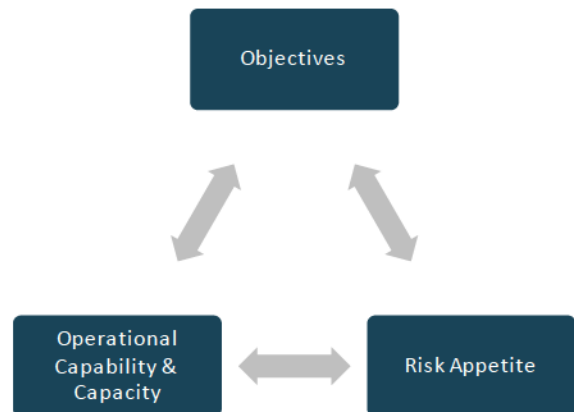 Objectives
Operational
Capability &
Capacity
Risk Appetite